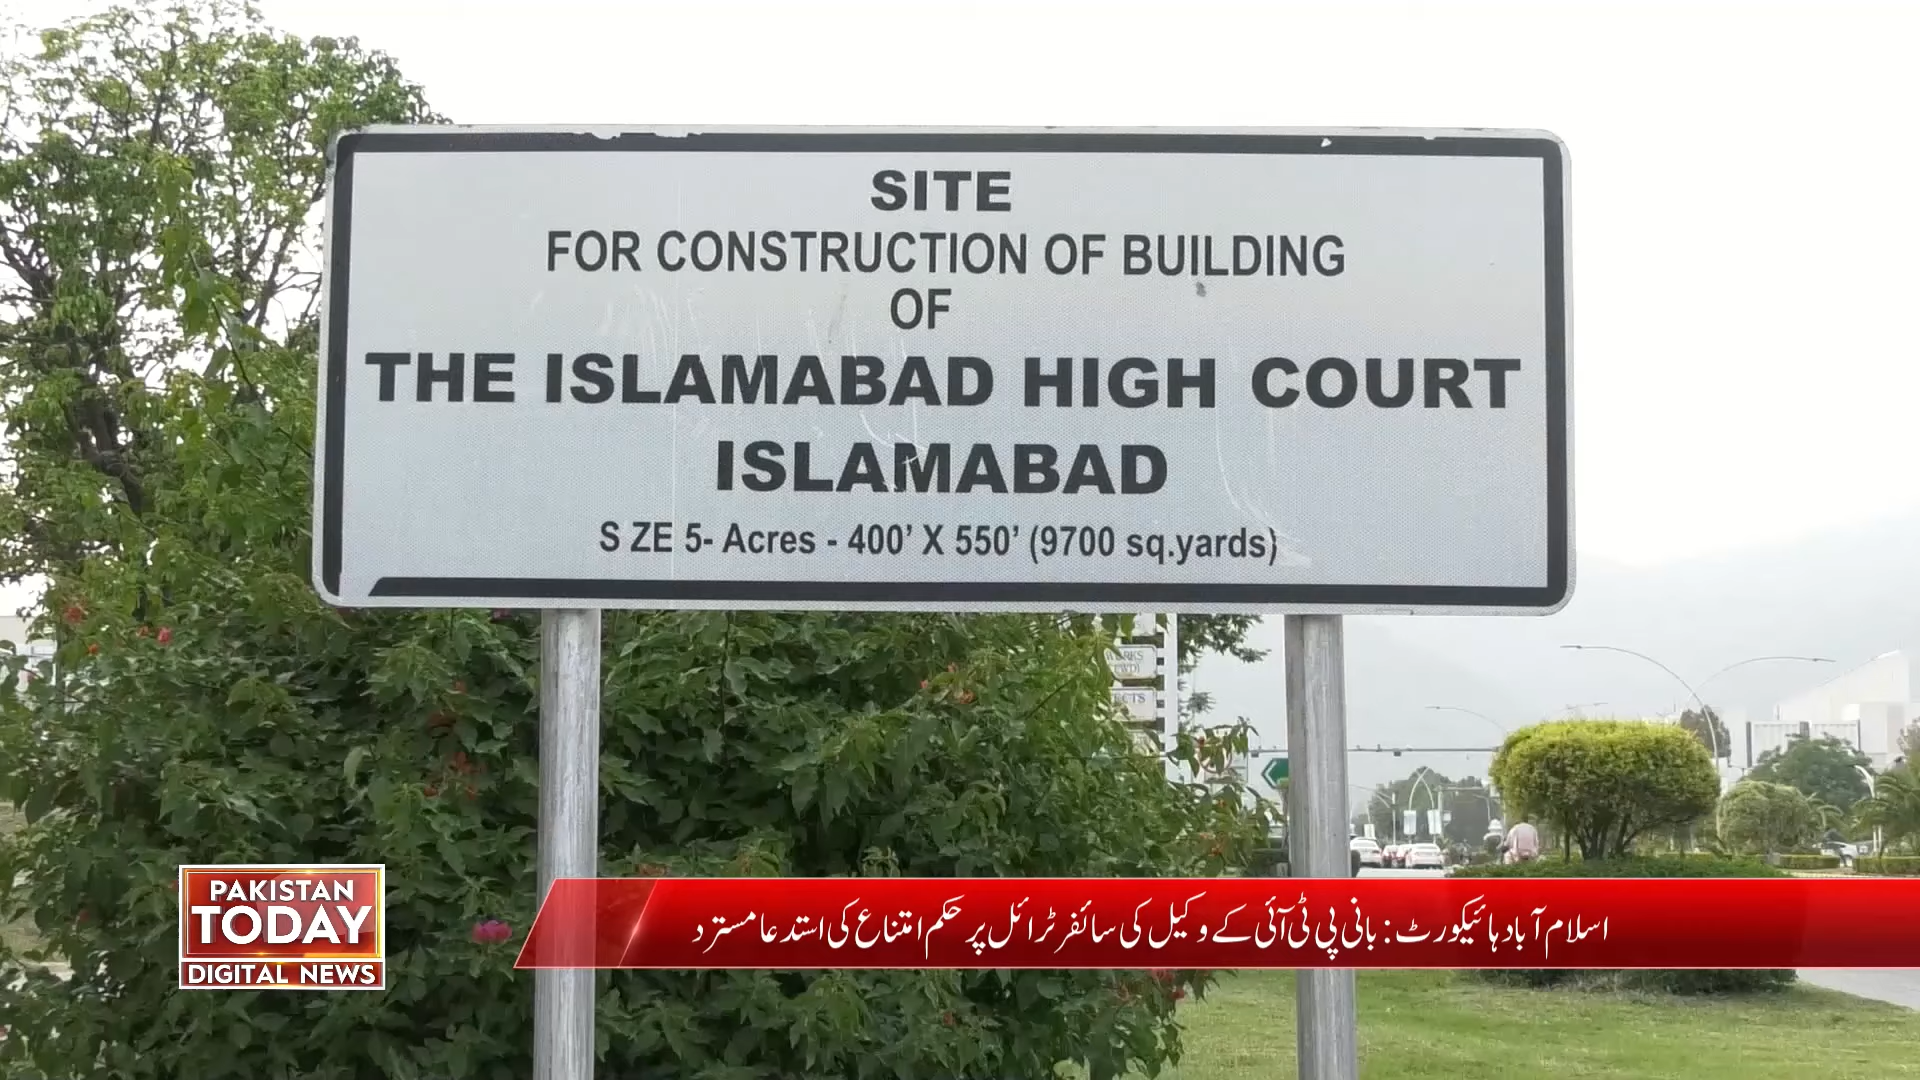 SITE
FOR CONSTRUCTION OF BUILDING
OF
THE ISLAMABAD HIGH COURT
ISLAMABAD
S ZE 5- Acres - 400' X 550' (9700 sq.yards)
WORKS
PAKISTAN
TODAY
DIGITAL NEWS
اسلام آباد ہائیکورٹ: بانی پی ٹی آئی کے وکیل کی سائفر ٹرائل پر حکم امتناع کی استدعا مسترد